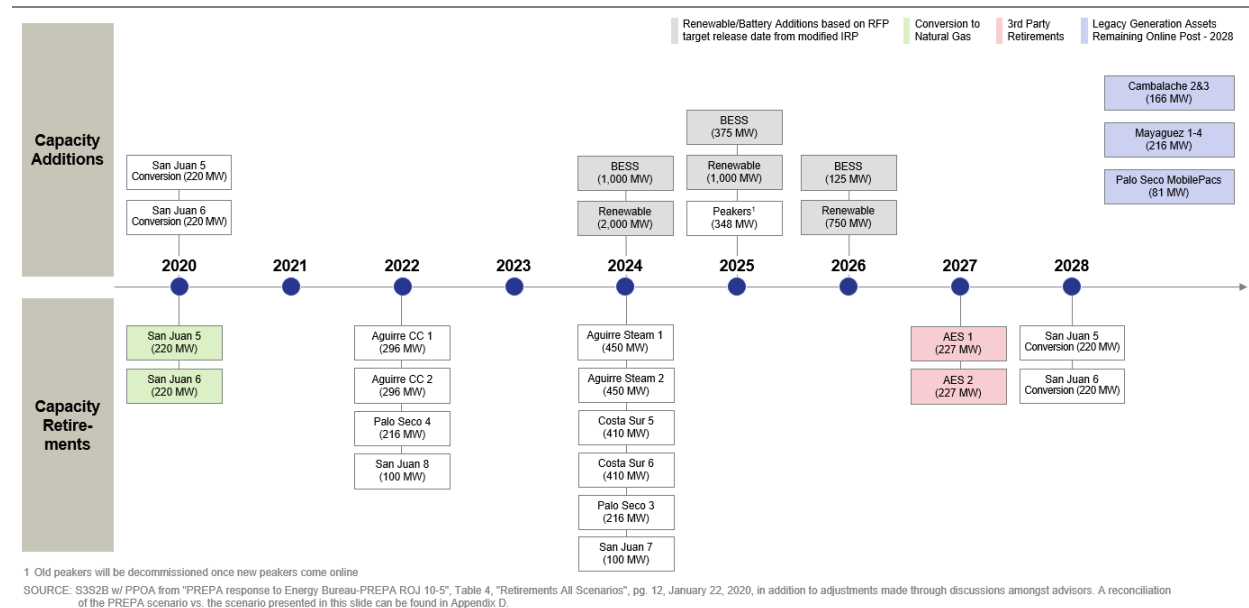 Renewable/Battery Additions based on RFP
target release date from modified IRP
Conversion to
Natural Gas
3rd Party
Retirements
Legacy Generation Assets
Remaining Online Post - 2028
Capacity
Additions
San Juan 5
Conversion (220 MW)
San Juan 6
Conversion (220 MW)
BESS
(1,000 MW)
Renewable
(2,000 MW)
BESS
(375 MW)
Renewable
(1,000 MW)
Peakers¹
(348 MW)
BESS
(125 MW)
Renewable
(750 MW)
Cambalache 2&3
(166 MW)
Mayaguez 1-4
(216 MW)
Palo Seco MobilePacs
(81 MW)
2020
2021
2022
2023
2024
2025
2026
2027
2028
Capacity
Retire-
ments
San Juan 5
(220 MW)
San Juan 6
(220 MW)
Aguirre CC 1
(296 MW)
Aguirre CC 2
(296 MW)
Palo Seco 4
(216 MW)
San Juan 8
(100 MW)
Aguirre Steam 1
(450 MW)
Aguirre Steam 2
(450 MW)
Costa Sur 5
(410 MW)
Costa Sur 6
(410 MW)
Palo Seco 3
(216 MW)
San Juan 7
(100 MW)
AES 1
(227 MW)
AES 2
(227 MW)
San Juan 5
Conversion (220 MW)
San Juan 6
Conversion (220 MW)
1 Old peakers will be decommissioned once new peakers come online
SOURCE: S3S2B w/ PPOA from "PREPA response to Energy Bureau-PREPA ROJ 10-5", Table 4, "Retirements All Scenarios", pg. 12, January 22, 2020, in addition to adjustments made through discussions amongst advisors. A reconciliation
of the PREPA scenario vs. the scenario presented in this slide can be found in Appendix D.